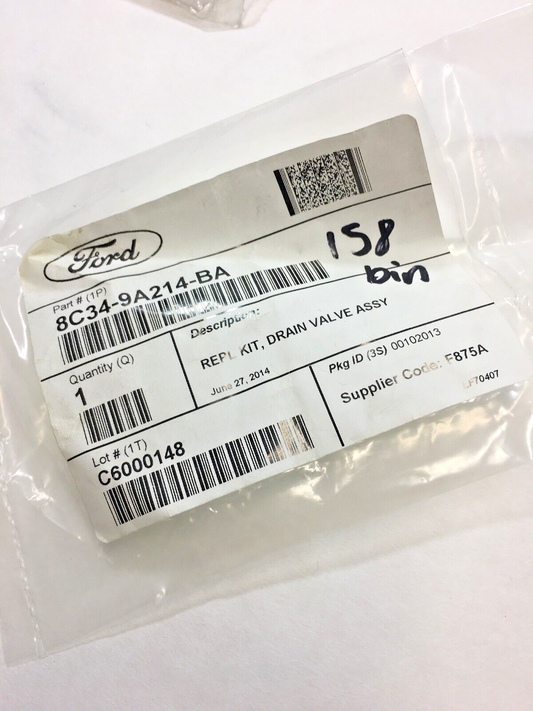 Ford
158
bin
Part # (1P)
8C34-9A214-BA
Quantity (Q)
1
Description:
REPL KIT, DRAIN VALVE ASSY
June 27, 2014
Pkg ID (3S) 00102013
Supplier Code: F875A
LF70407
Lot # (1T)
C6000148